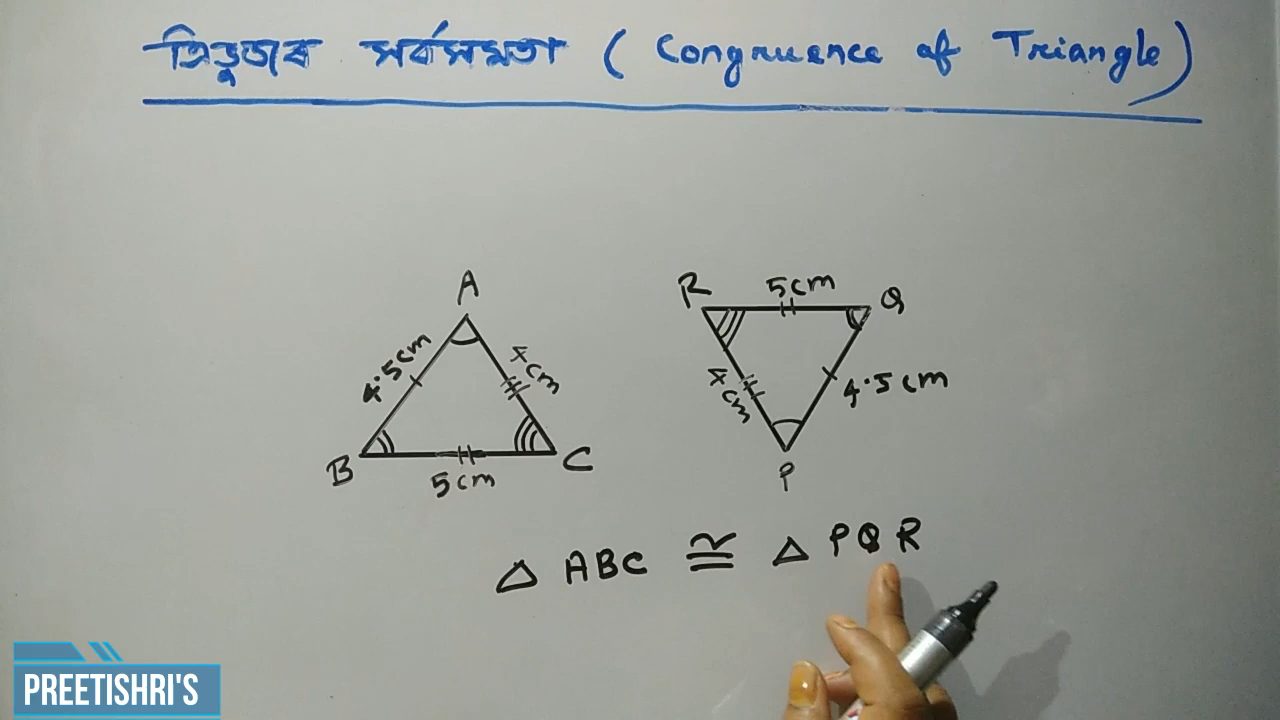 ত্রিভুজৰ সৰ্বসমতা ( Congruence of Triangle )
A
4.5cm
4cm
B
5cm
C
R
5cm
Q
4cm
4.5cm
P
△ ABC ≅ △ PQR
PREETISHRI'S